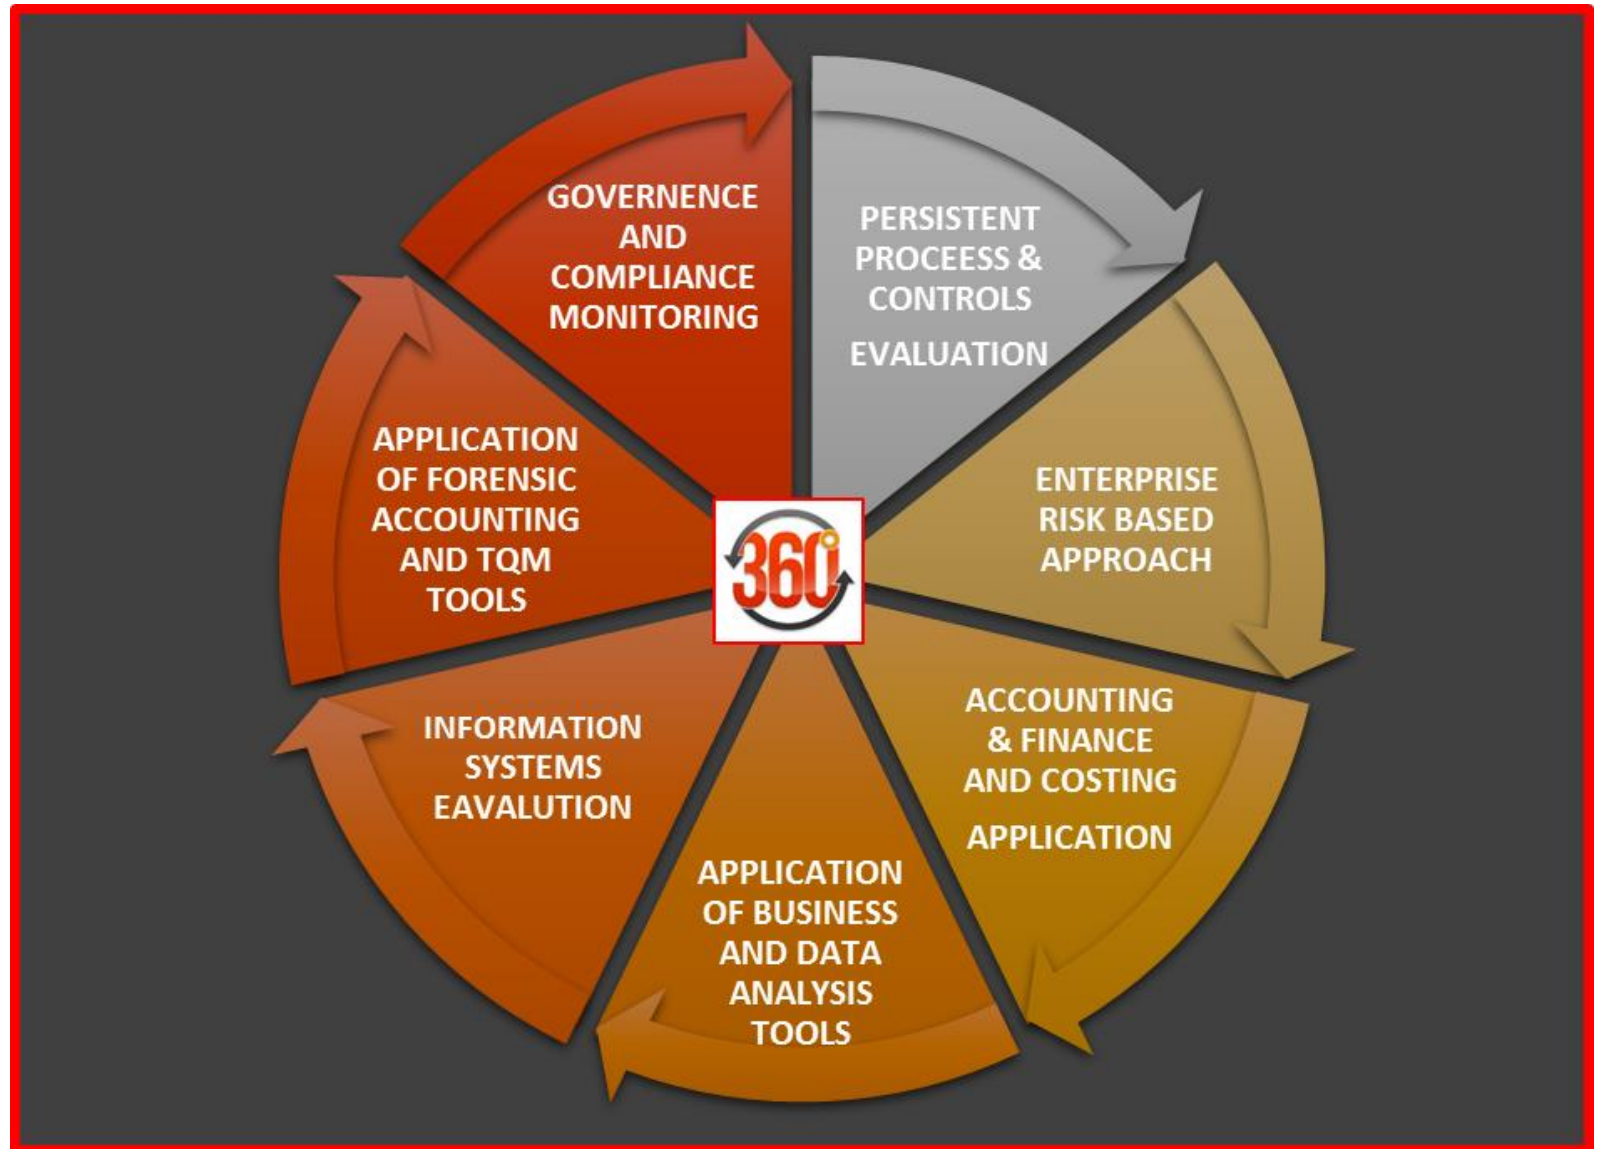 GOVERNENCE
AND
COMPLIANCE
MONITORING
PERSISTENT
PROCEESS &
CONTROLS
EVALUATION
ENTERPRISE
RISK BASED
APPROACH
ACCOUNTING
& FINANCE
AND COSTING
APPLICATION
APPLICATION
OF BUSINESS
AND DATA
ANALYSIS
TOOLS
INFORMATION
SYSTEMS
EAVALUTION
APPLICATION
OF FORENSIC
ACCOUNTING
AND TQM
TOOLS
360°